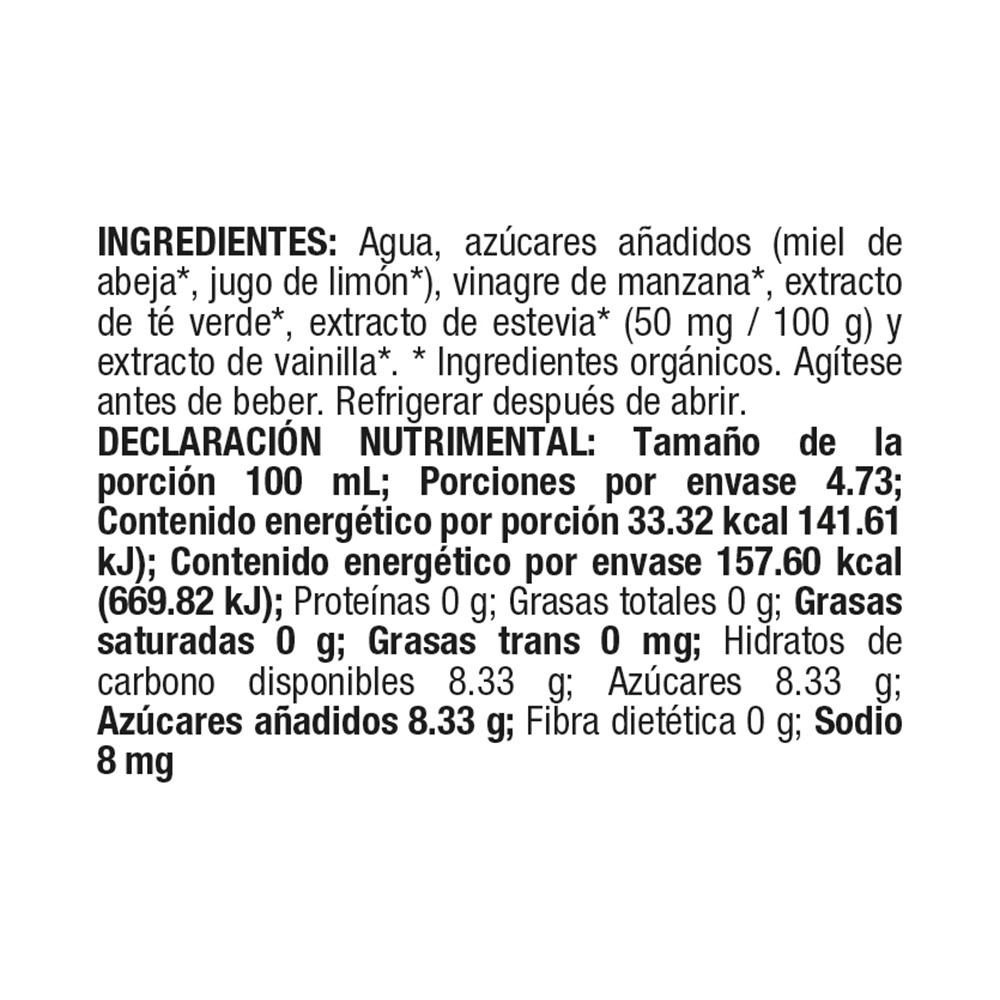 INGREDIENTES: Agua, azúcares añadidos (miel de
abeja*, jugo de limón*), vinagre de manzana*, extracto
de té verde*, extracto de estevia* (50 mg / 100 g) y
extracto de vainilla*. * Ingredientes orgánicos. Agítese
antes de beber. Refrigerar después de abrir.
DECLARACIÓN NUTRIMENTAL: Tamaño de la
porción 100 mL; Porciones por envase 4.73;
Contenido energético por porción 33.32 kcal 141.61
kJ); Contenido energético por envase 157.60 kcal
(669.82 kJ); Proteínas 0 g; Grasas totales 0 g; Grasas
saturadas 0 g; Grasas trans 0 mg; Hidratos de
carbono disponibles 8.33 g; Azúcares 8.33 g;
Azúcares añadidos 8.33 g; Fibra dietética 0 g; Sodio
8 mg